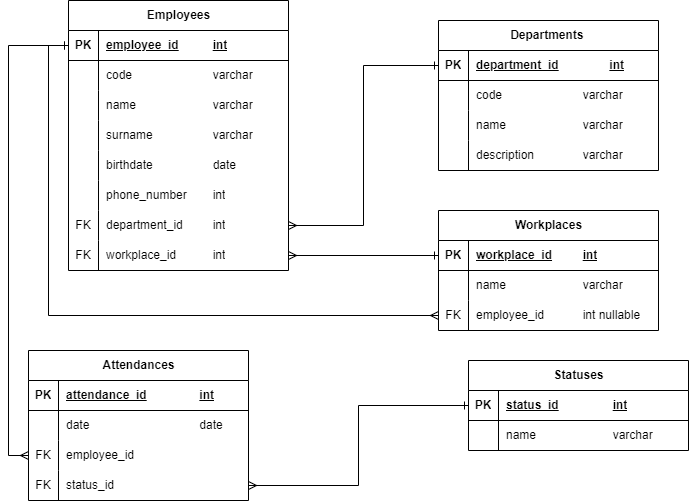 Employees
PK employee_id int
code varchar
name varchar
surname varchar
birthdate date
phone_number int
FK department_id int
FK workplace_id int
Departments
PK department_id int
code varchar
name varchar
description varchar
Workplaces
PK workplace_id int
name varchar
FK employee_id int nullable
Attendances
PK attendance_id int
date date
FK employee_id
FK status_id
Statuses
PK status_id int
name varchar